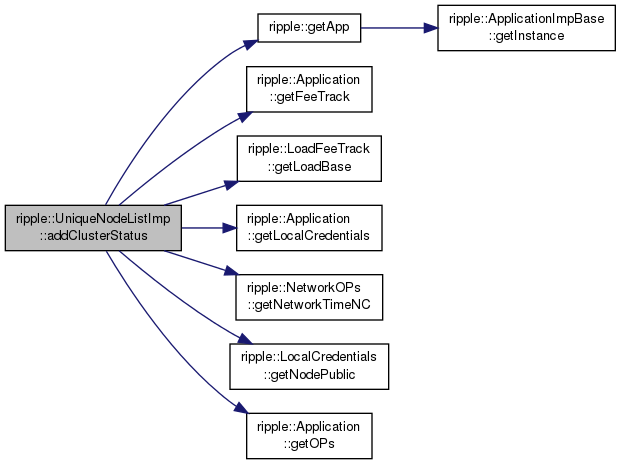 ripple::getApp
ripple::ApplicationImpBase
::getInstance
ripple::Application
::getFeeTrack
ripple::LoadFeeTrack
::getLoadBase
ripple::UniqueNodeListImp
::addClusterStatus
ripple::Application
::getLocalCredentials
ripple::NetworkOPs
::getNetworkTimeNC
ripple::LocalCredentials
::getNodePublic
ripple::Application
::getOPs